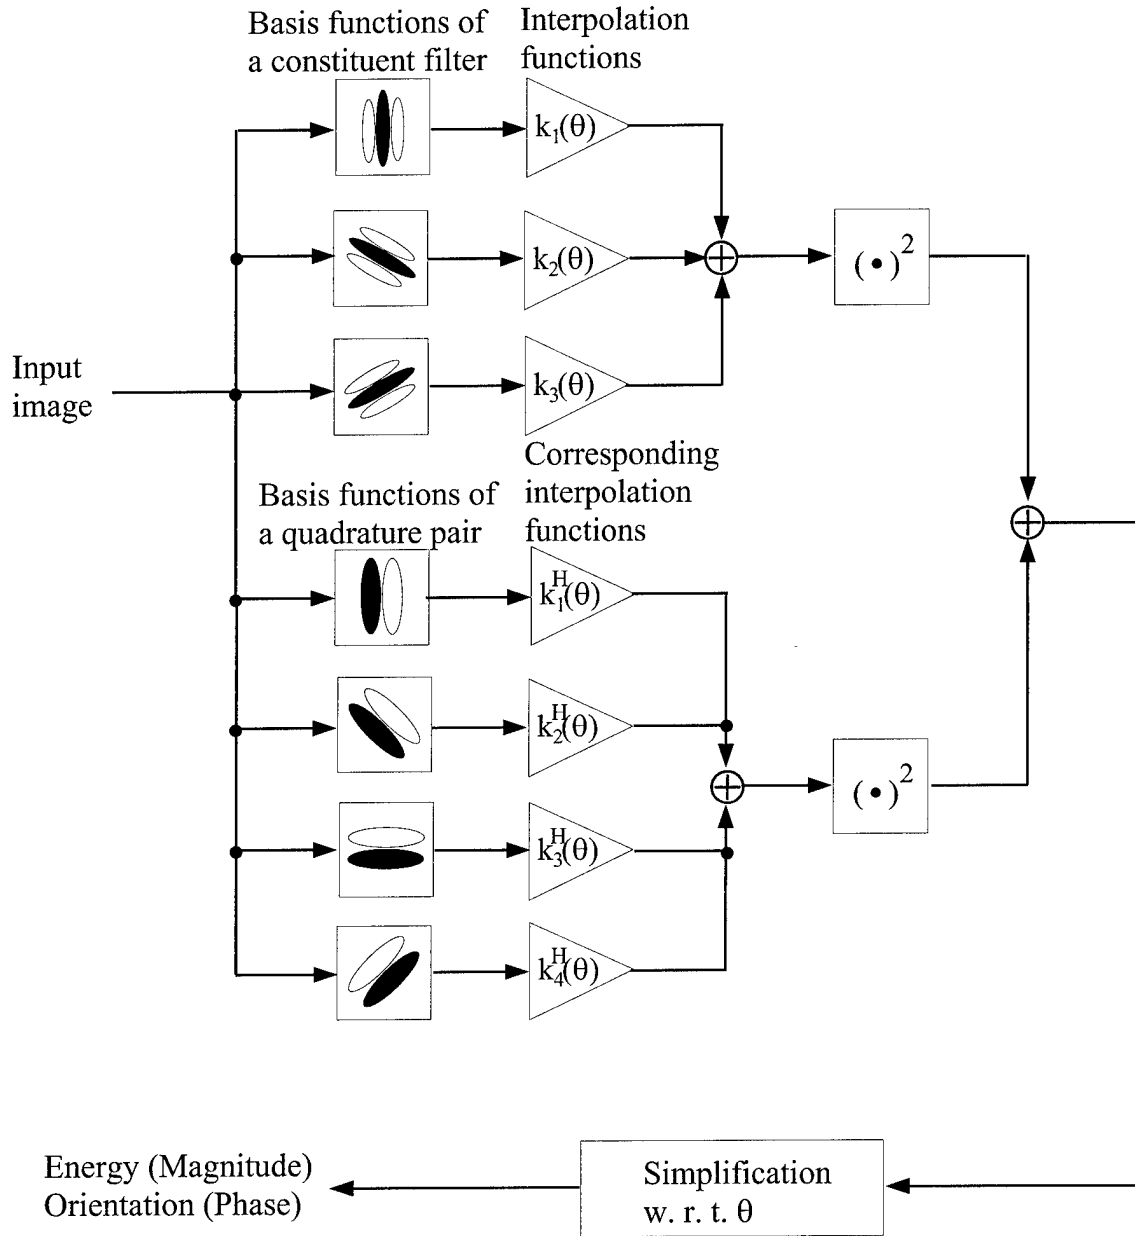 Basis functions of
a constituent filter
Interpolation
functions
k₁(θ)
k₂(θ)
( • )²
k₃(θ)
Input
image
Corresponding
interpolation
functions
Basis functions of
a quadrature pair
k₁ᴴ(θ)
k₂ᴴ(θ)
( • )²
k₃ᴴ(θ)
k₄ᴴ(θ)
Energy (Magnitude)
Orientation (Phase)
Simplification
w. r. t. θ